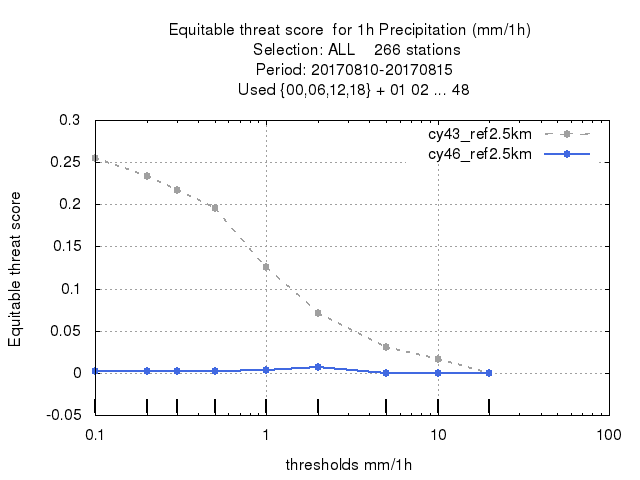 Equitable threat score  for 1h Precipitation (mm/1h)
Selection: ALL    266 stations
Period: 20170810-20170815
Used {00,06,12,18} + 01 02 ... 48
cy43_ref2.5km
cy46_ref2.5km
0.3
0.25
0.2
0.15
0.1
0.05
0
-0.05
Equitable threat score
0.1 1 10 100
thresholds mm/1h